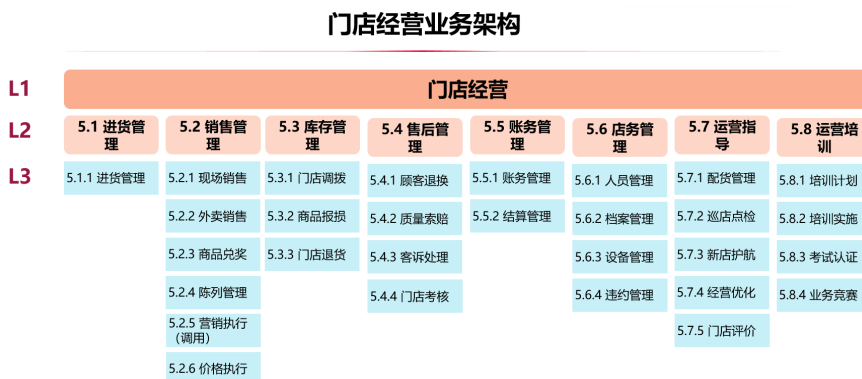 门店经营业务架构
L1
门店经营
L2
5.1 进货管
理
5.2 销售管
理
5.3 库存管
理
5.4 售后管
理
5.5 账务管
理
5.6 店务管
理
5.7 运营指
导
5.8 运营培
训
L3
5.1.1 进货管理
5.2.1 现场销售
5.2.2 外卖销售
5.2.3 商品兑奖
5.2.4 陈列管理
5.2.5 营销执行
（调用）
5.2.6 价格执行
5.3.1 门店调拨
5.3.2 商品报损
5.3.3 门店退货
5.4.1 顾客退换
5.4.2 质量索赔
5.4.3 客诉处理
5.4.4 门店考核
5.5.1 账务管理
5.5.2 结算管理
5.6.1 人员管理
5.6.2 档案管理
5.6.3 设备管理
5.6.4 违约管理
5.7.1 配货管理
5.7.2 巡店点检
5.7.3 新店护航
5.7.4 经营优化
5.7.5 门店评价
5.8.1 培训计划
5.8.2 培训实施
5.8.3 考试认证
5.8.4 业务竞赛